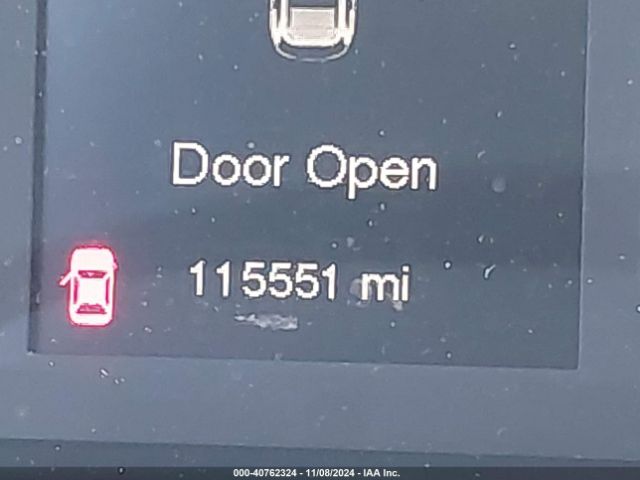 Door Open
115551 mi
000-40762324 - 11/08/2024 - IAA Inc.